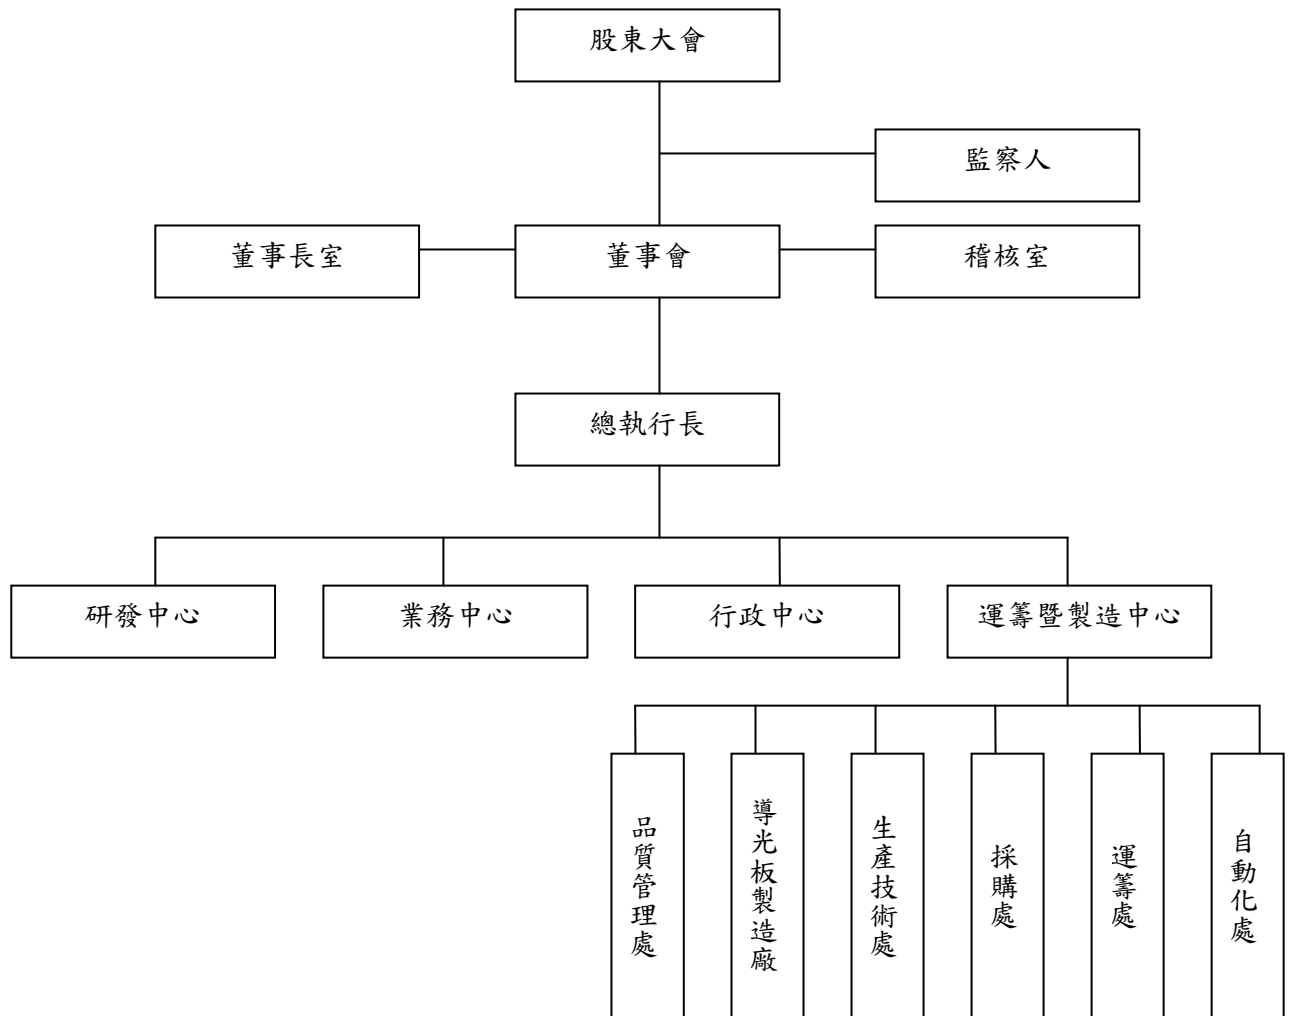 股東大會
監察人
董事長室
董事會
稽核室
總執行長
研發中心
業務中心
行政中心
運籌暨製造中心
品質管理處
導光板製造廠
生產技術處
採購處
運籌處
自動化處